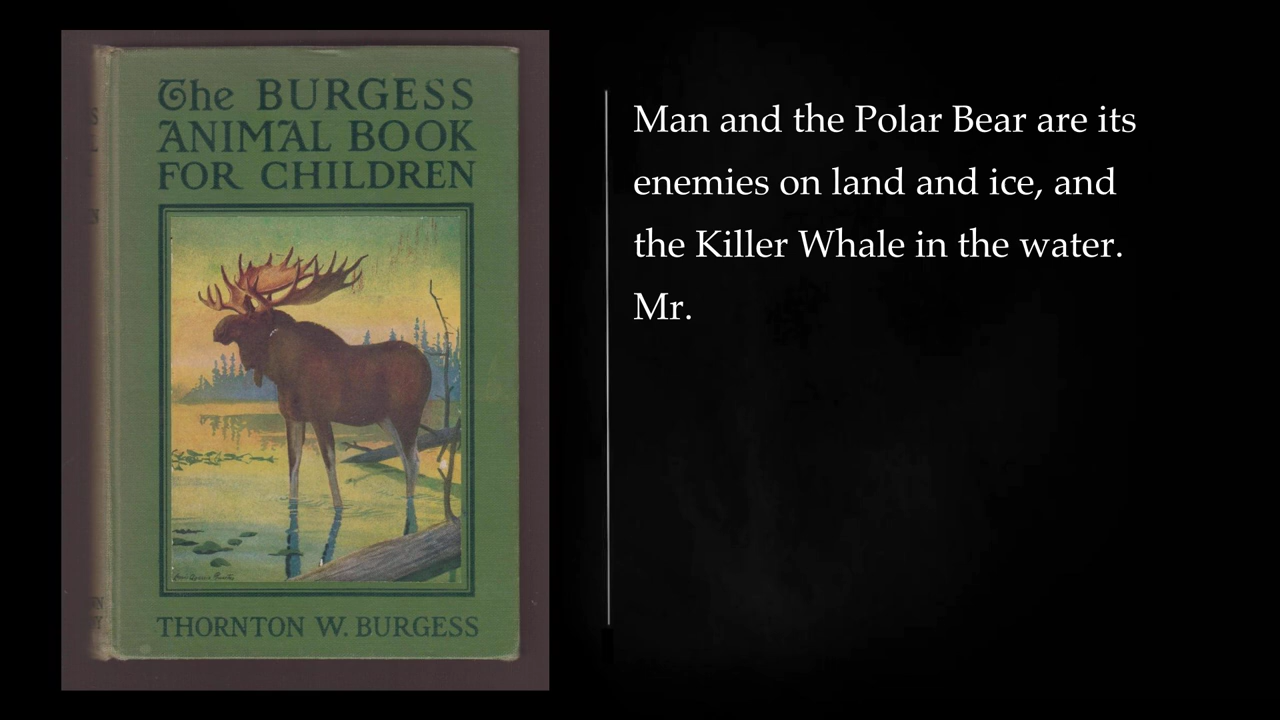 The BURGESS
ANIMAL BOOK
FOR CHILDREN
THORNTON W. BURGESS
Man and the Polar Bear are its
enemies on land and ice, and
the Killer Whale in the water.
Mr.